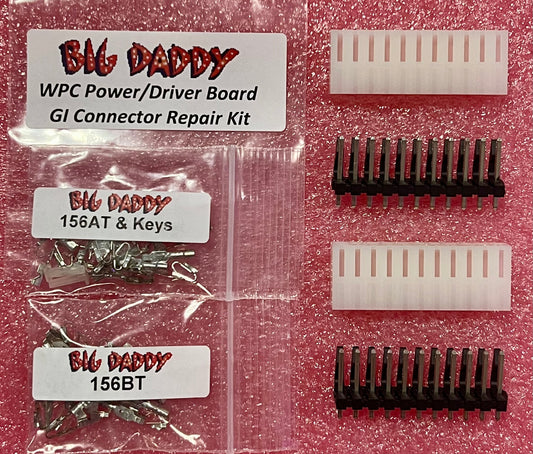 BIG DADDY
WPC Power/Driver Board
GI Connector Repair Kit
BIG DADDY
156AT & Keys
BIG DADDY
156BT